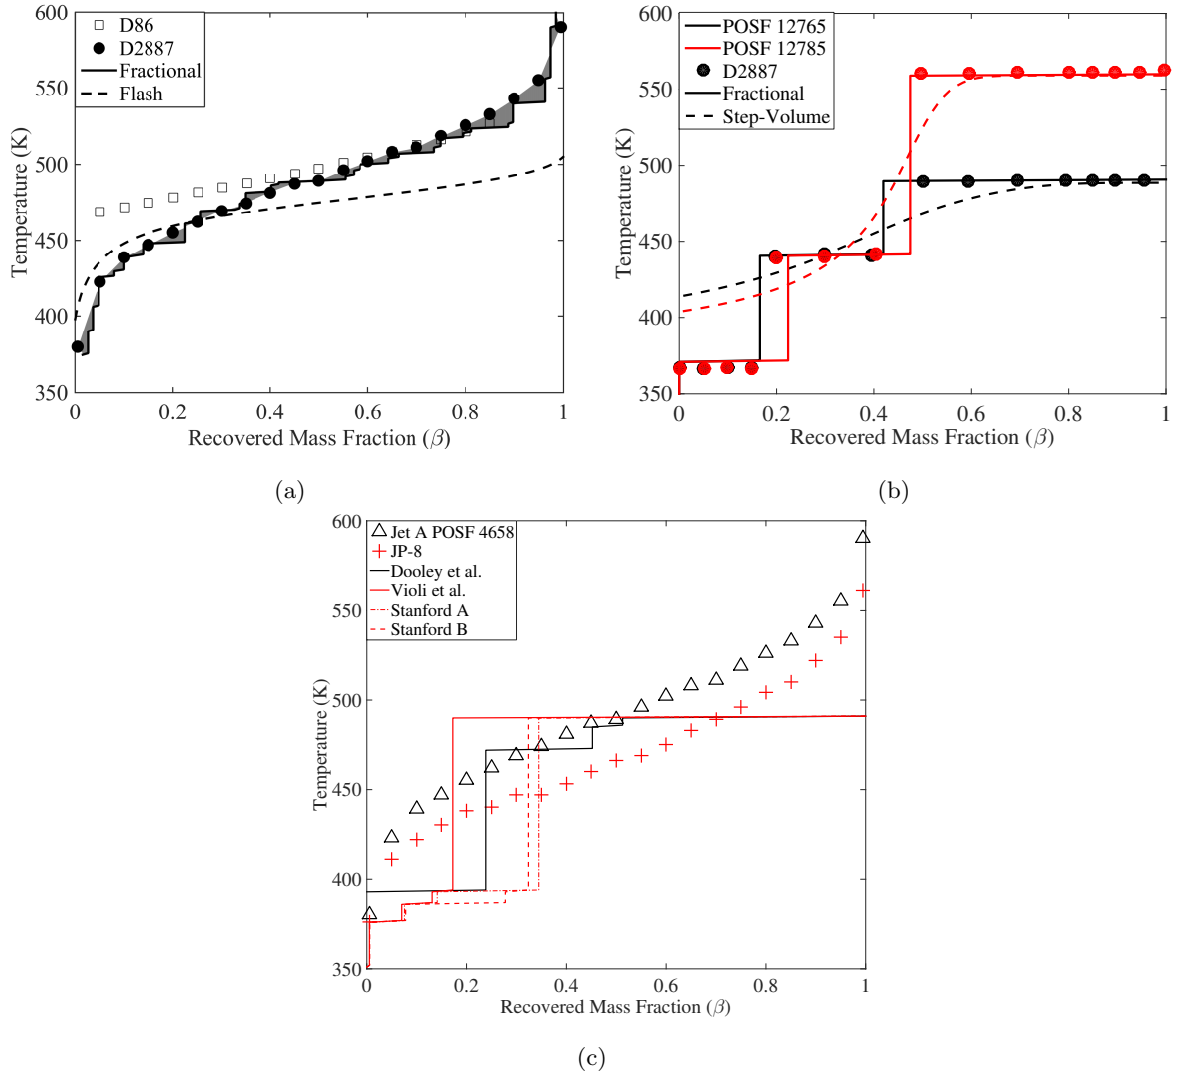 600
550
500
450
400
350
Temperature (K)
D86
D2887
Fractional
Flash
0
0.2
0.4
0.6
0.8
1
Recovered Mass Fraction (β)
(a)
600
550
500
450
400
350
Temperature (K)
POSF 12765
POSF 12785
D2887
Fractional
Step-Volume
0
0.2
0.4
0.6
0.8
1
Recovered Mass Fraction (β)
(b)
600
550
500
450
400
350
Temperature (K)
Jet A POSF 4658
JP-8
Dooley et al.
Violi et al.
Stanford A
Stanford B
0
0.2
0.4
0.6
0.8
1
Recovered Mass Fraction (β)
(c)